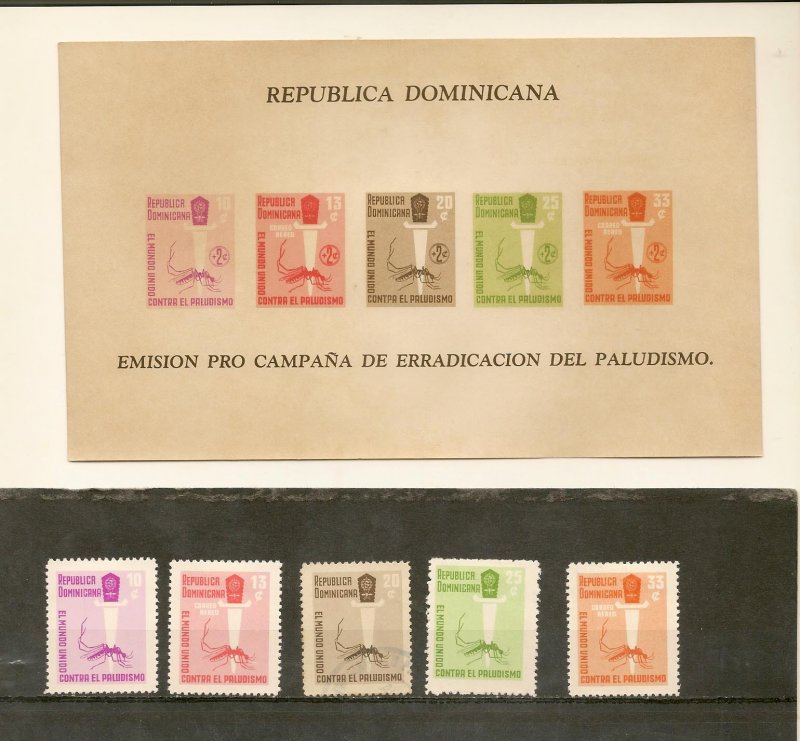 REPUBLICA DOMINICANA
REPUBLICA DOMINICANA
10 ¢
EL MUNDO UNIDO
+2¢
CONTRA EL PALUDISMO
REPUBLICA DOMINICANA
13 ¢
CORREO AEREO
EL MUNDO UNIDO
+2¢
CONTRA EL PALUDISMO
REPUBLICA DOMINICANA
20 ¢
EL MUNDO UNIDO
+2¢
CONTRA EL PALUDISMO
REPUBLICA DOMINICANA
25 ¢
EL MUNDO UNIDO
+2¢
CONTRA EL PALUDISMO
REPUBLICA DOMINICANA
33 ¢
CORREO AEREO
EL MUNDO UNIDO
+2¢
CONTRA EL PALUDISMO
EMISION PRO CAMPAÑA DE ERRADICACION DEL PALUDISMO.
REPUBLICA DOMINICANA
10 ¢
EL MUNDO UNIDO
CONTRA EL PALUDISMO
REPUBLICA DOMINICANA
13 ¢
CORREO AEREO
EL MUNDO UNIDO
CONTRA EL PALUDISMO
REPUBLICA DOMINICANA
20 ¢
EL MUNDO UNIDO
CONTRA EL PALUDISMO
REPUBLICA DOMINICANA
25 ¢
EL MUNDO UNIDO
CONTRA EL PALUDISMO
REPUBLICA DOMINICANA
33 ¢
CORREO AEREO
EL MUNDO UNIDO
CONTRA EL PALUDISMO